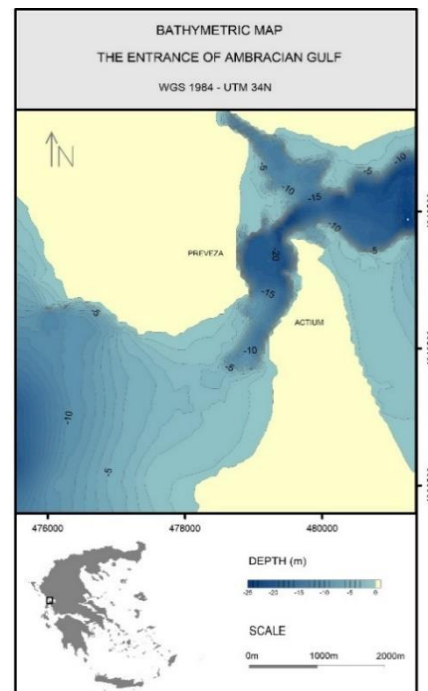 BATHYMETRIC MAP
THE ENTRANCE OF AMBRACIAN GULF
WGS 1984 - UTM 34N
N
-5
-10
-15
-5
-10
-10
-5
PREVEZA
-20
-15
ACTIUM
-10
-5
-5
-10
-5
476000 478000 480000
DEPTH (m)
-25 -20 -15 -10 -5 0
SCALE
0m 1000m 2000m